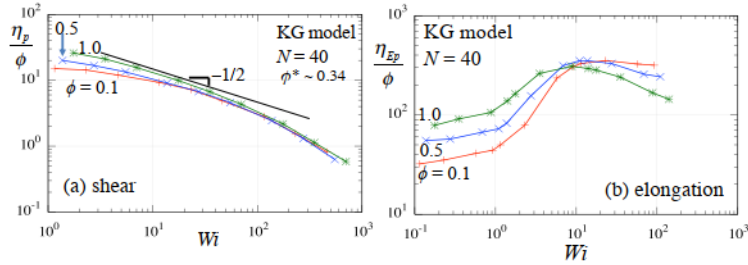 η_p/ϕ
10²
10¹
10⁰
10⁻¹
0.5
1.0
ϕ = 0.1
−1/2
KG model
N = 40
ϕ* ~ 0.34
(a) shear
10⁰
10¹
10²
10³
Wi
η_Ep/ϕ
10³
10²
10¹
KG model
N = 40
1.0
0.5
ϕ = 0.1
(b) elongation
10⁻¹
10⁰
10¹
10²
10³
Wi